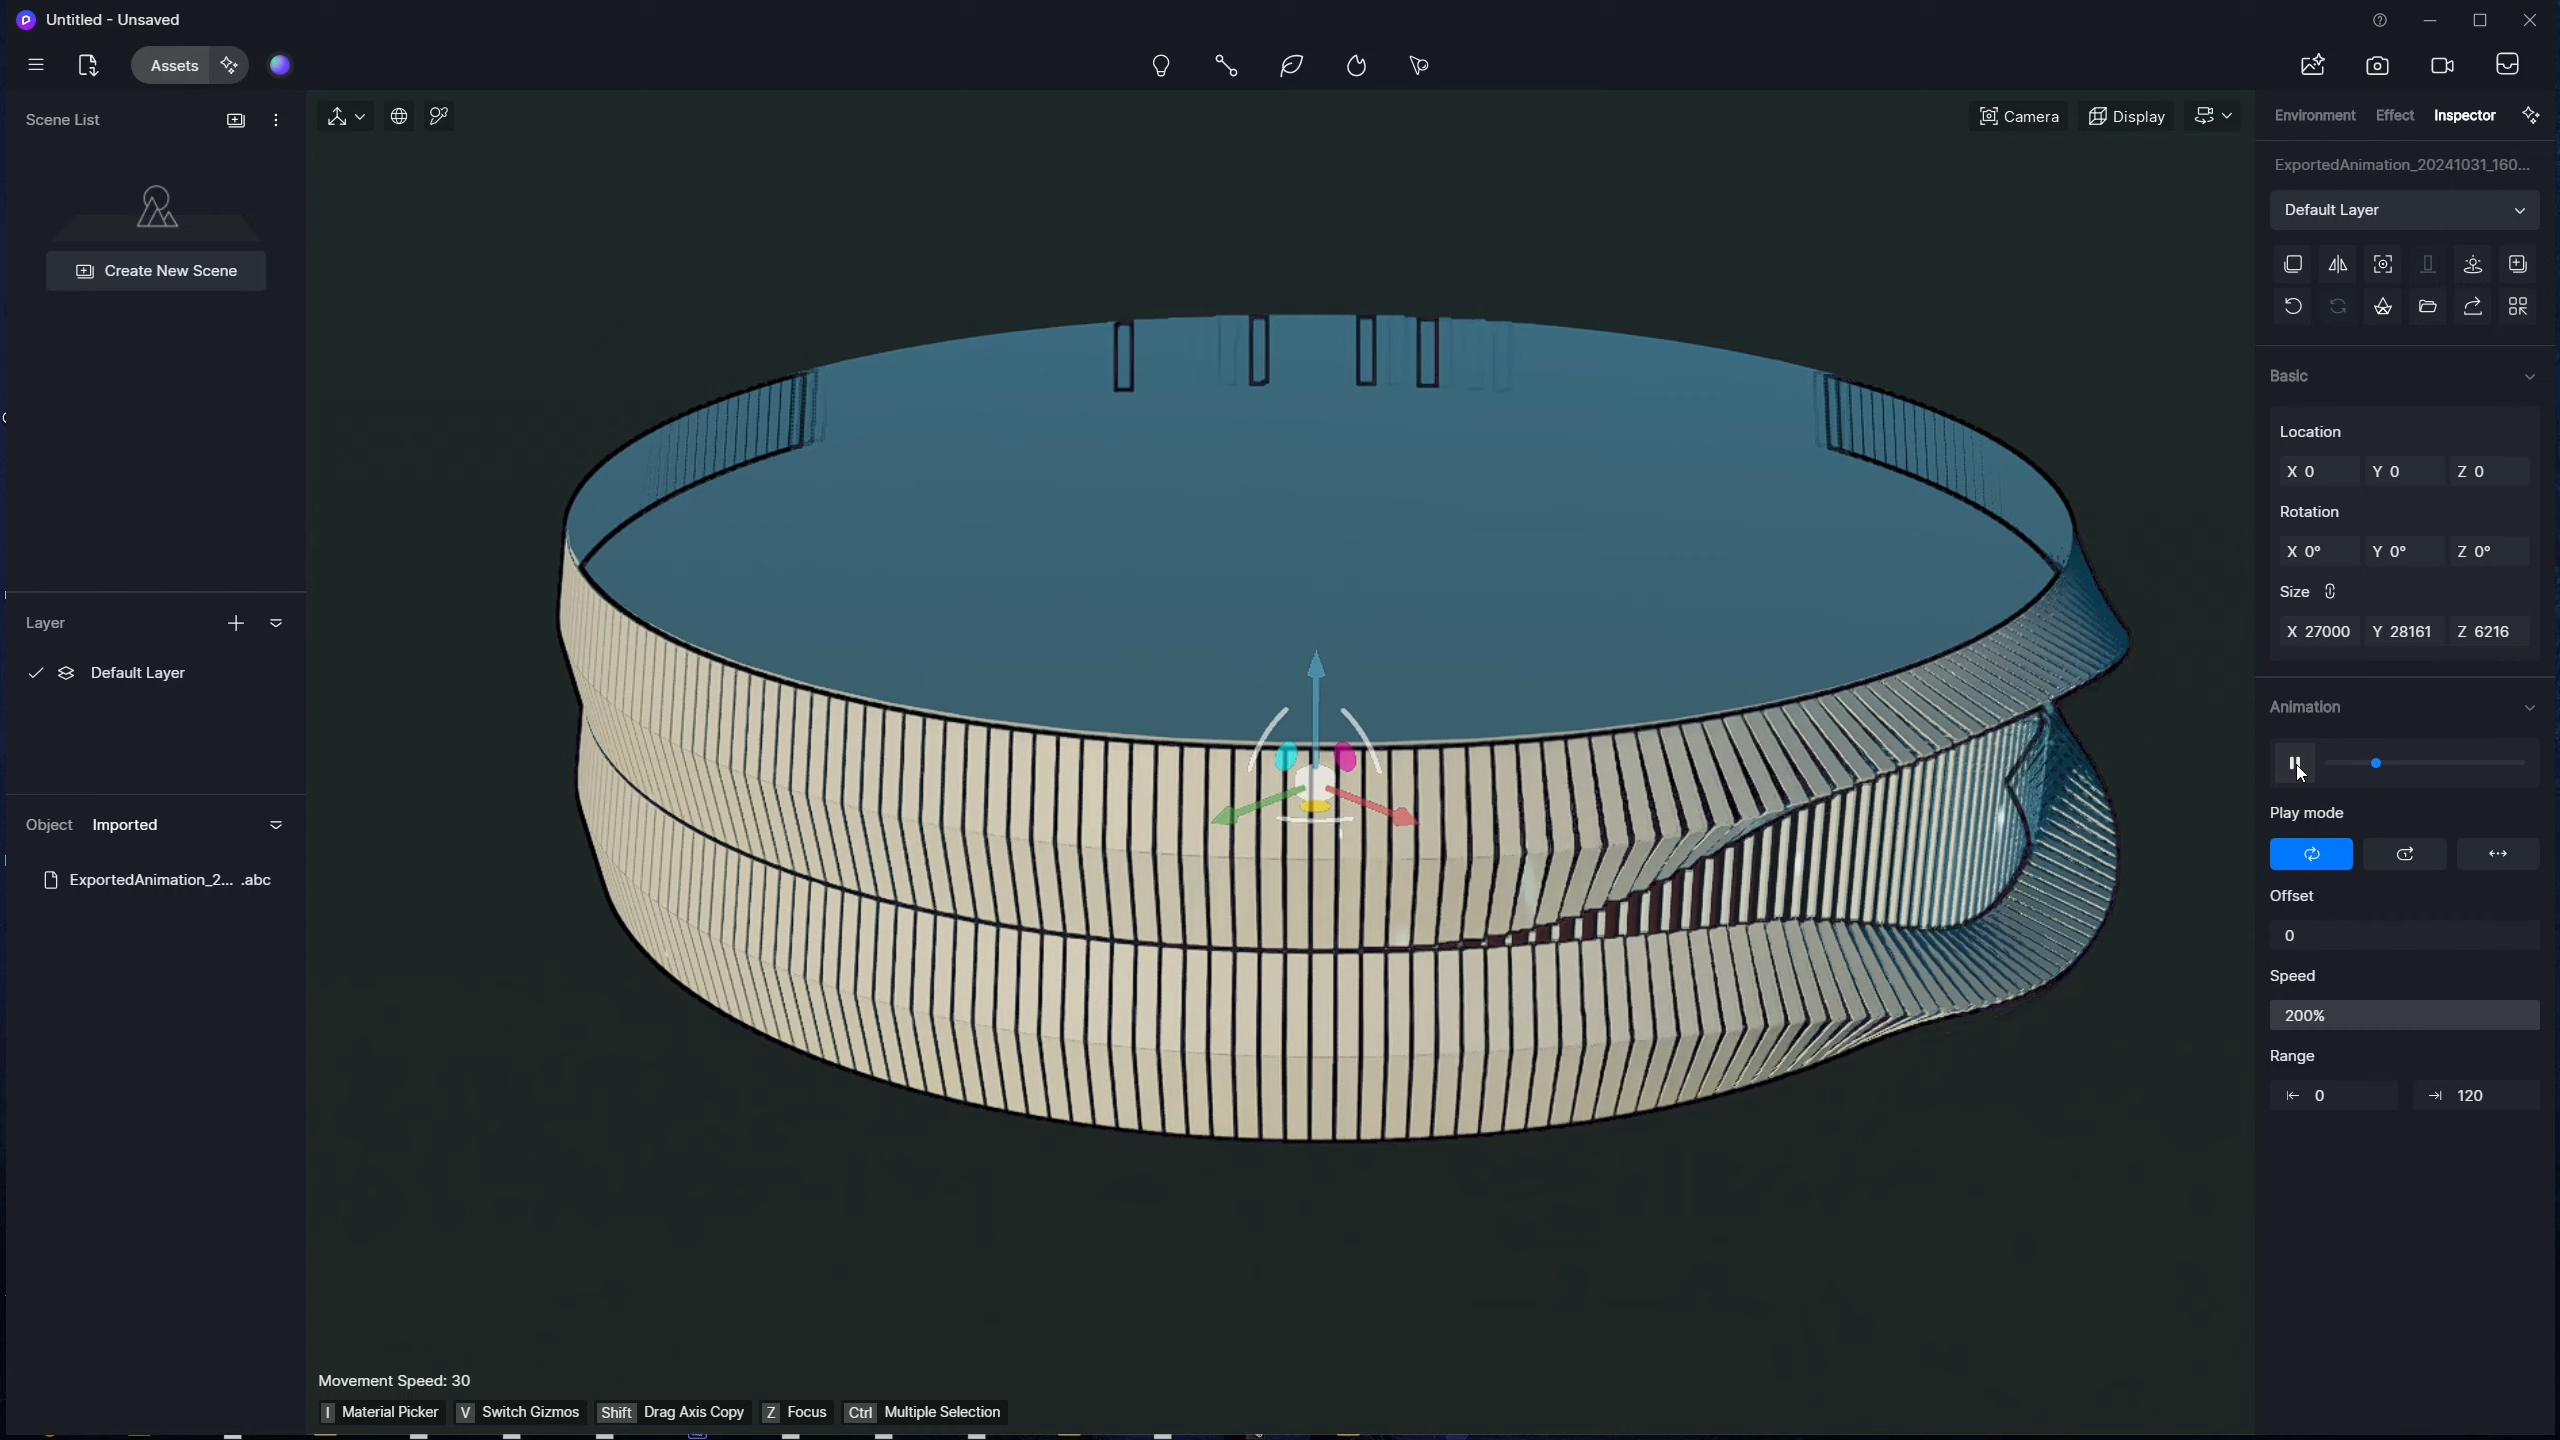 Untitled - Unsaved
Assets
Scene List
Create New Scene
Layer
Default Layer
Object Imported
ExportedAnimation_2... .abc
Camera Display
Movement Speed: 30
I Material Picker V Switch Gizmos Shift Drag Axis Copy Z Focus Ctrl Multiple Selection
Environment Effect Inspector
ExportedAnimation_20241031_160...
Default Layer
Basic
Location
X 0 Y 0 Z 0
Rotation
X 0° Y 0° Z 0°
Size
X 27000 Y 28161 Z 6216
Animation
Play mode
Offset
0
Speed
200%
Range
0 120